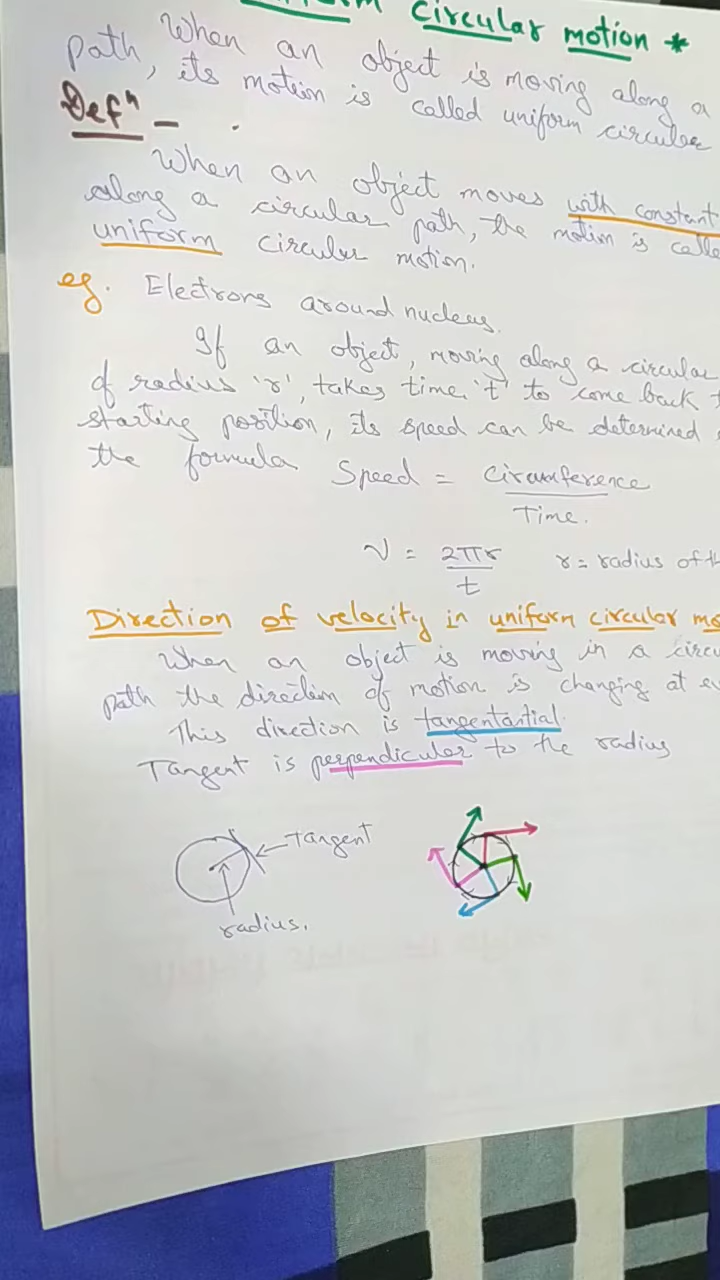 Circular motion *
When an object is moving along a
path, its motion is called uniform circular
Defⁿ -
When an object moves with constant
along a circular path, the motion is calle
uniform circular motion.
eg. Electrons around nucleus.
If an object, moving along a circular
of radius 'r', takes time 't' to come back t
starting position, its speed can be determined
the formula Speed = Circumference
Time.
V = 2πr r = radius of th
t
Direction of velocity in uniform circular mo
When an object is moving in a circu
path the direction of motion is changing at ev
This direction is tangentantial.
Tangent is perpendicular to the radius
Tangent
radius.